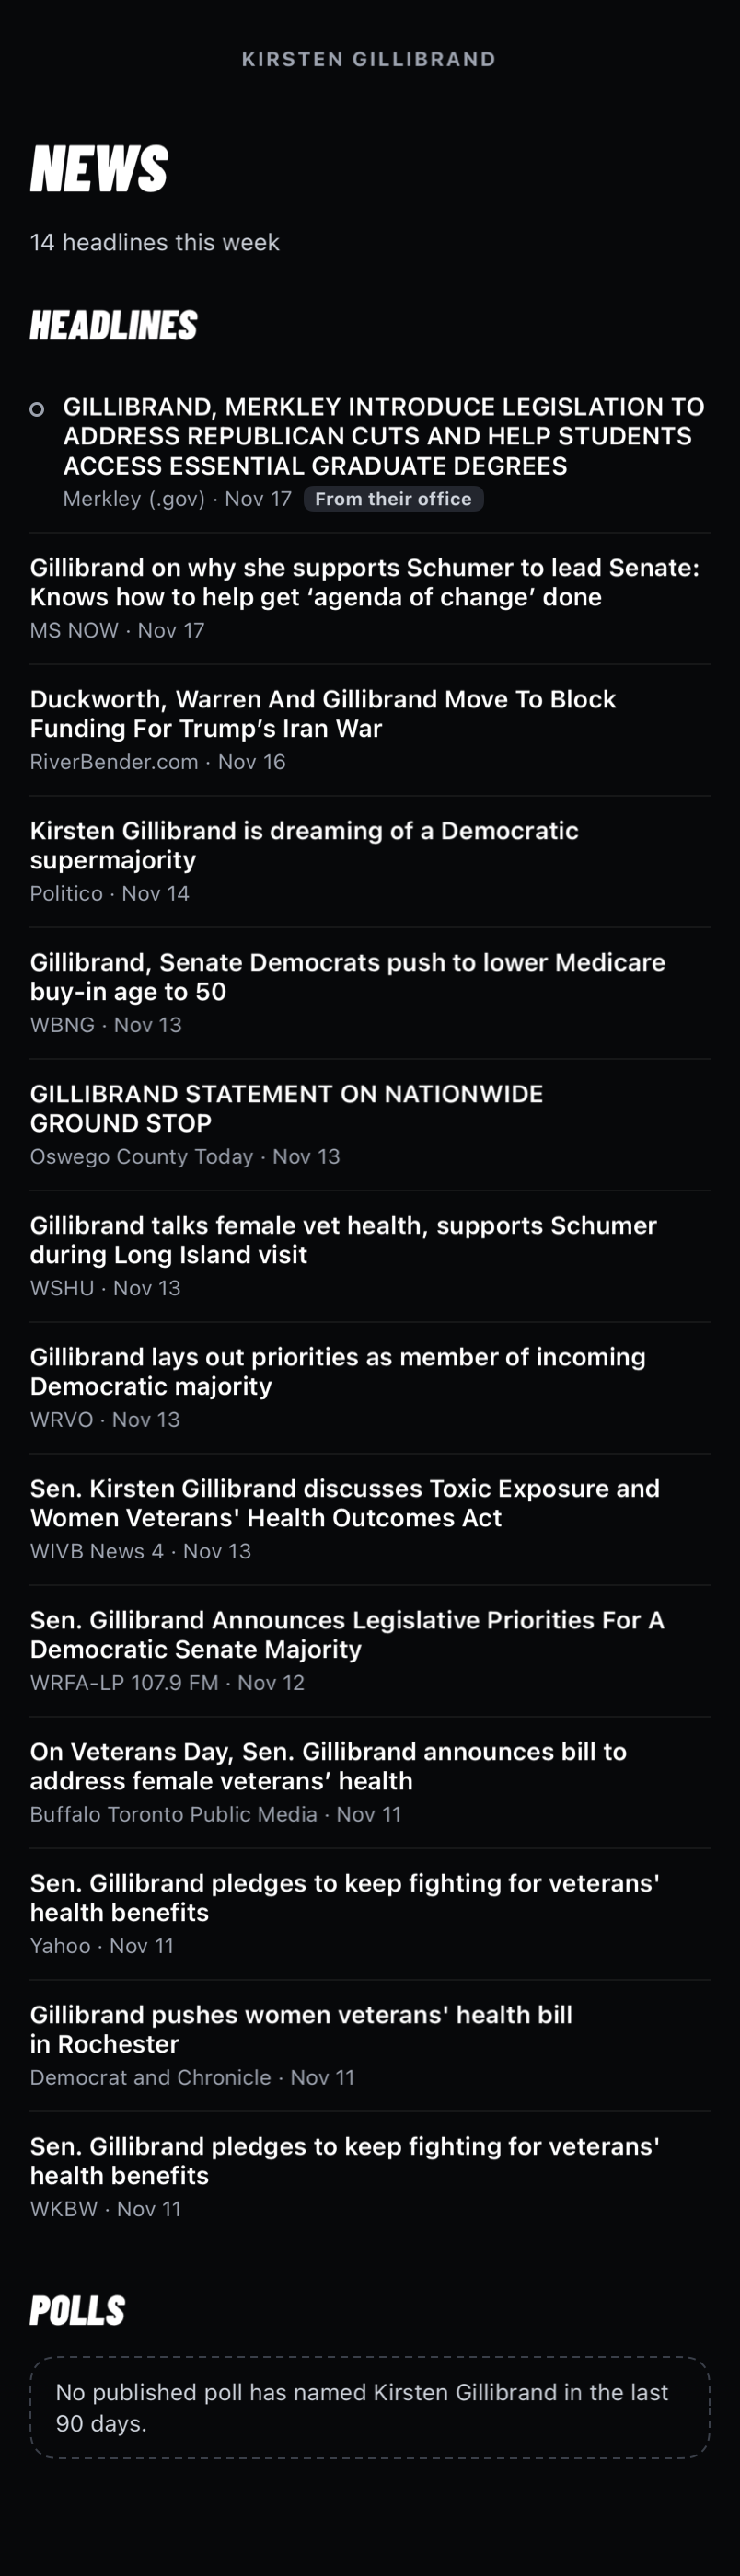 KIRSTEN GILLIBRAND
NEWS
14 headlines this week
HEADLINES
GILLIBRAND, MERKLEY INTRODUCE LEGISLATION TO
ADDRESS REPUBLICAN CUTS AND HELP STUDENTS
ACCESS ESSENTIAL GRADUATE DEGREES
Merkley (.gov) · Nov 17 From their office
Gillibrand on why she supports Schumer to lead Senate:
Knows how to help get ‘agenda of change’ done
MS NOW · Nov 17
Duckworth, Warren And Gillibrand Move To Block
Funding For Trump’s Iran War
RiverBender.com · Nov 16
Kirsten Gillibrand is dreaming of a Democratic
supermajority
Politico · Nov 14
Gillibrand, Senate Democrats push to lower Medicare
buy-in age to 50
WBNG · Nov 13
GILLIBRAND STATEMENT ON NATIONWIDE
GROUND STOP
Oswego County Today · Nov 13
Gillibrand talks female vet health, supports Schumer
during Long Island visit
WSHU · Nov 13
Gillibrand lays out priorities as member of incoming
Democratic majority
WRVO · Nov 13
Sen. Kirsten Gillibrand discusses Toxic Exposure and
Women Veterans' Health Outcomes Act
WIVB News 4 · Nov 13
Sen. Gillibrand Announces Legislative Priorities For A
Democratic Senate Majority
WRFA-LP 107.9 FM · Nov 12
On Veterans Day, Sen. Gillibrand announces bill to
address female veterans’ health
Buffalo Toronto Public Media · Nov 11
Sen. Gillibrand pledges to keep fighting for veterans'
health benefits
Yahoo · Nov 11
Gillibrand pushes women veterans' health bill
in Rochester
Democrat and Chronicle · Nov 11
Sen. Gillibrand pledges to keep fighting for veterans'
health benefits
WKBW · Nov 11
POLLS
No published poll has named Kirsten Gillibrand in the last
90 days.